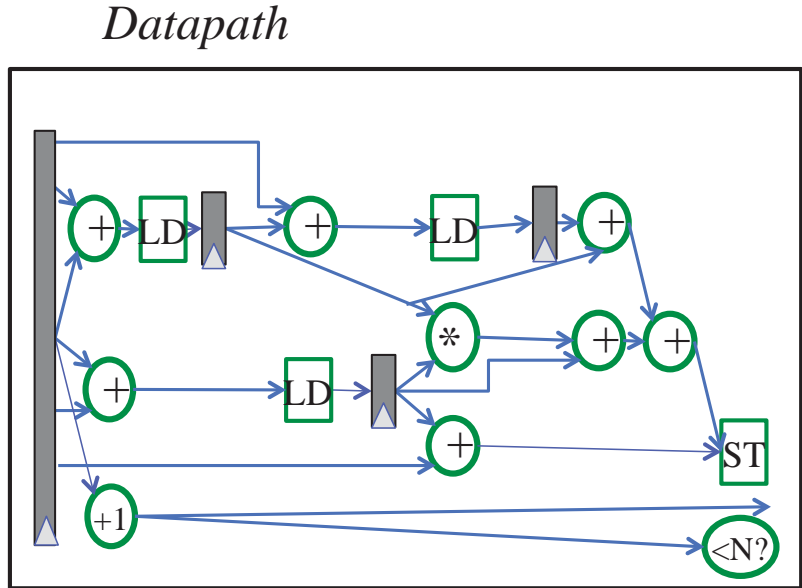 Datapath
+ LD + LD +
* + +
+ LD
+ ST
+1
<N?